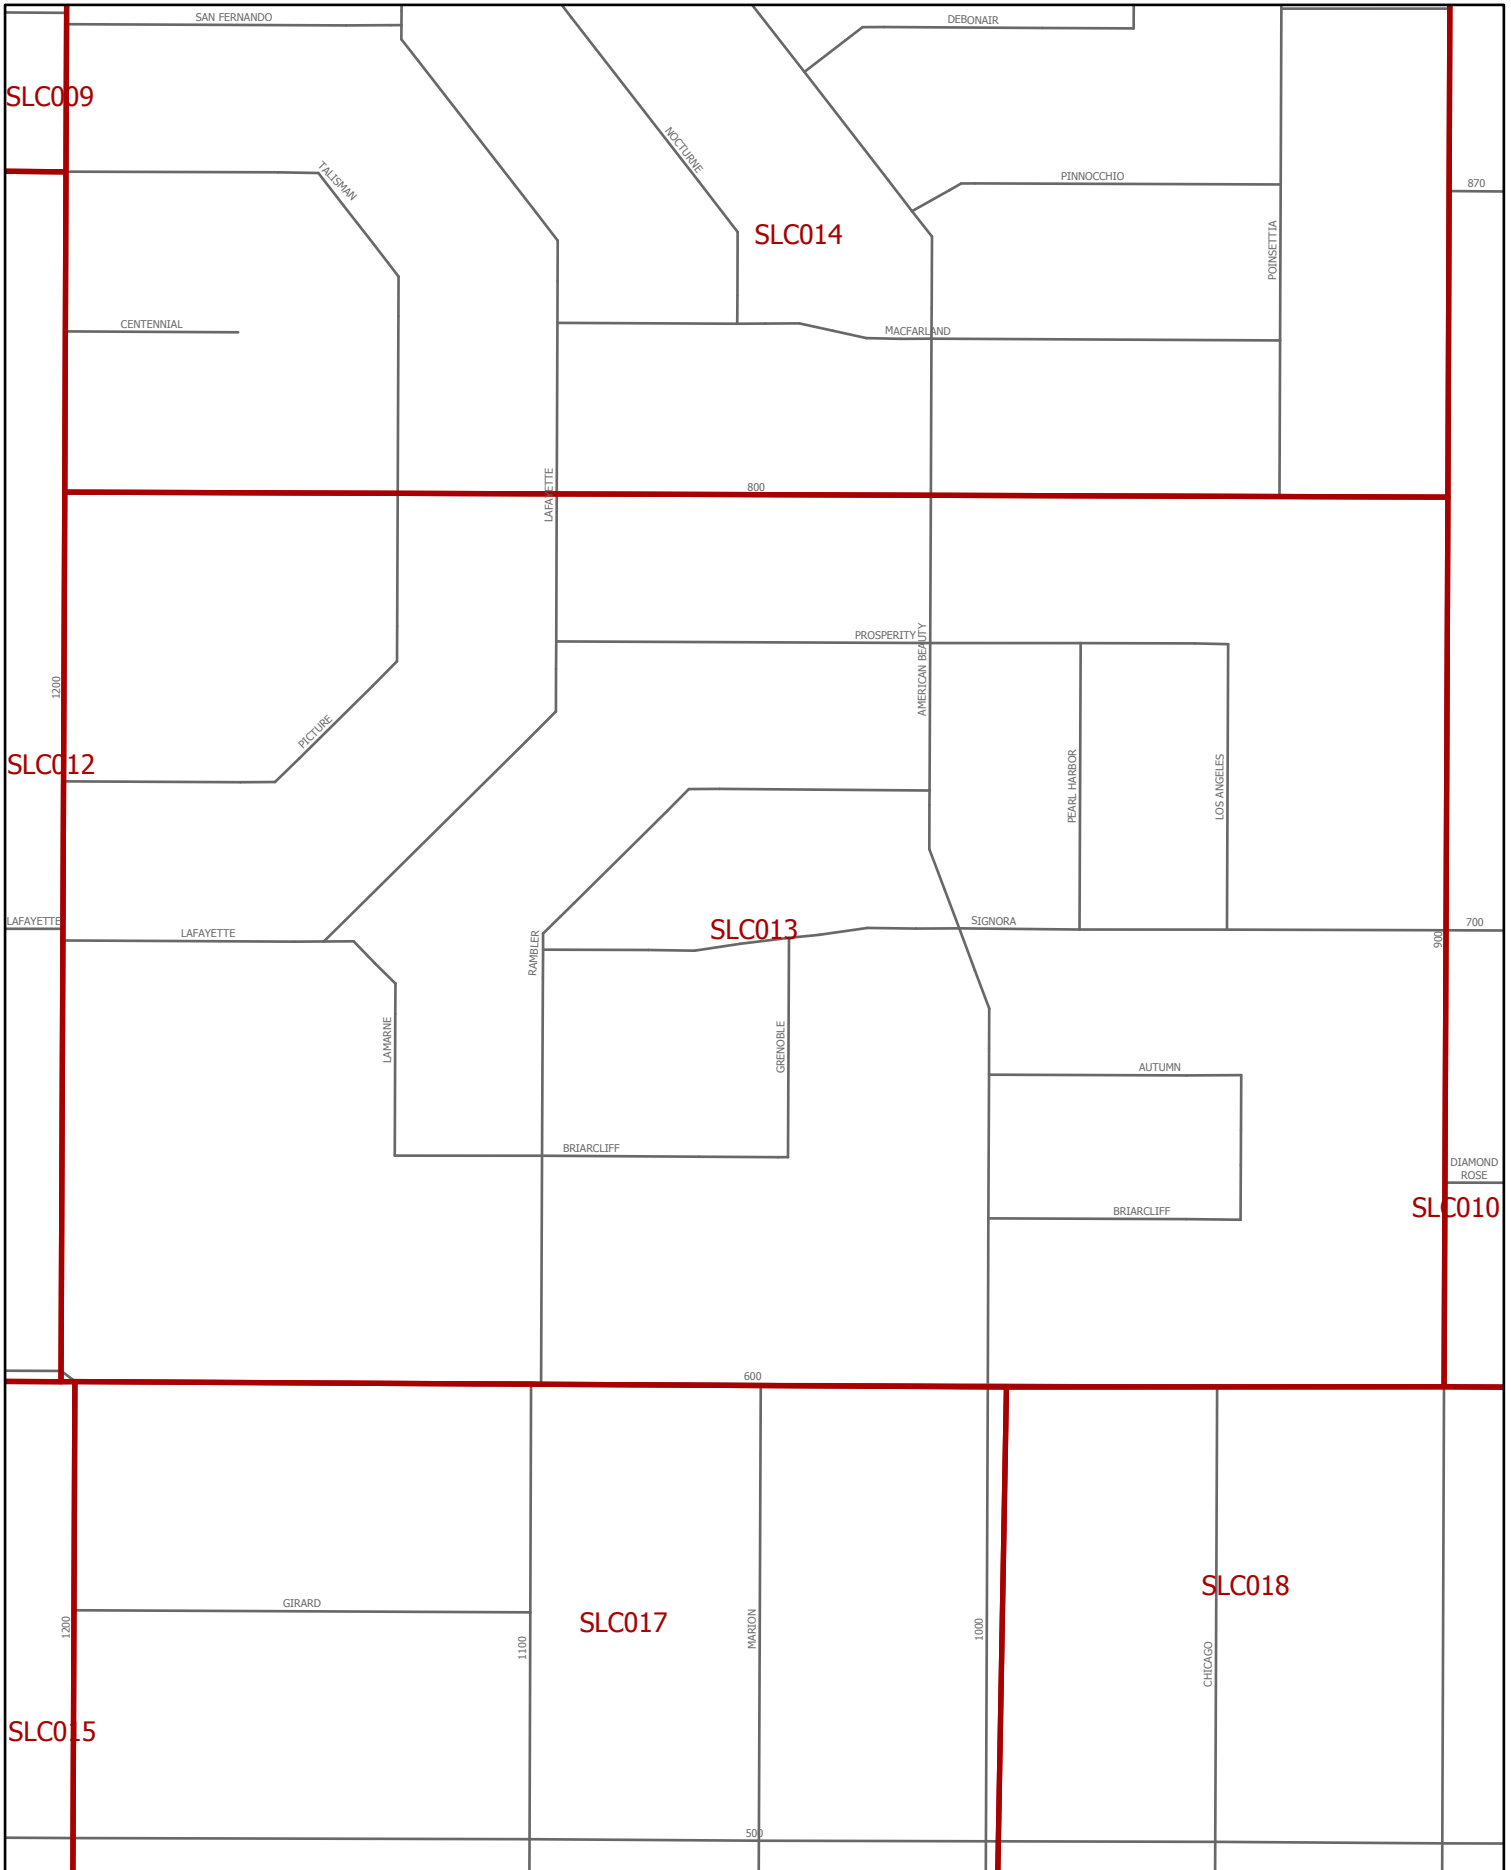 SAN FERNANDO
DEBONAIR
SLC009
NOCTURNE
TALISMAN
PINNOCCHIO
870
SLC014
POINSETTIA
CENTENNIAL
MACFARLAND
800
LAFAYETTE
PROSPERITY
AMERICAN BEAUTY
1200
PICTURE
SLC012
PEARL HARBOR
LOS ANGELES
LAFAYETTE
LAFAYETTE
SLC013
SIGNORA
700
900
RAMBLER
LAMARNE
GRENOBLE
AUTUMN
BRIARCLIFF
DIAMOND
ROSE
BRIARCLIFF
SLC010
600
SLC018
GIRARD
SLC017
1200
1100
MARION
1000
CHICAGO
SLC015
500